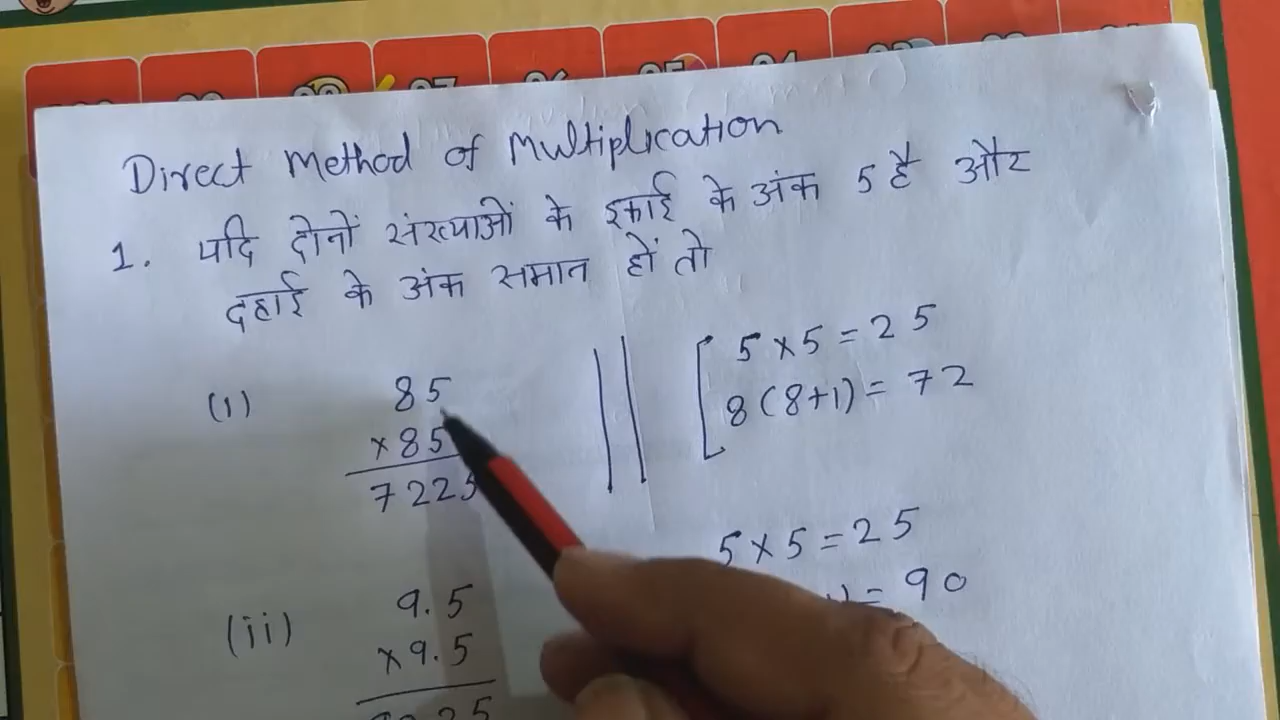 Direct Method of Multiplication
1. यदि दोनों संख्याओं के इकाई के अंक 5 है और
दहाई के अंक समान हों तो
(i) 85
×85
7225
5×5=25
8(8+1)=72
(ii) 9.5
×9.5
5×5=25
=90